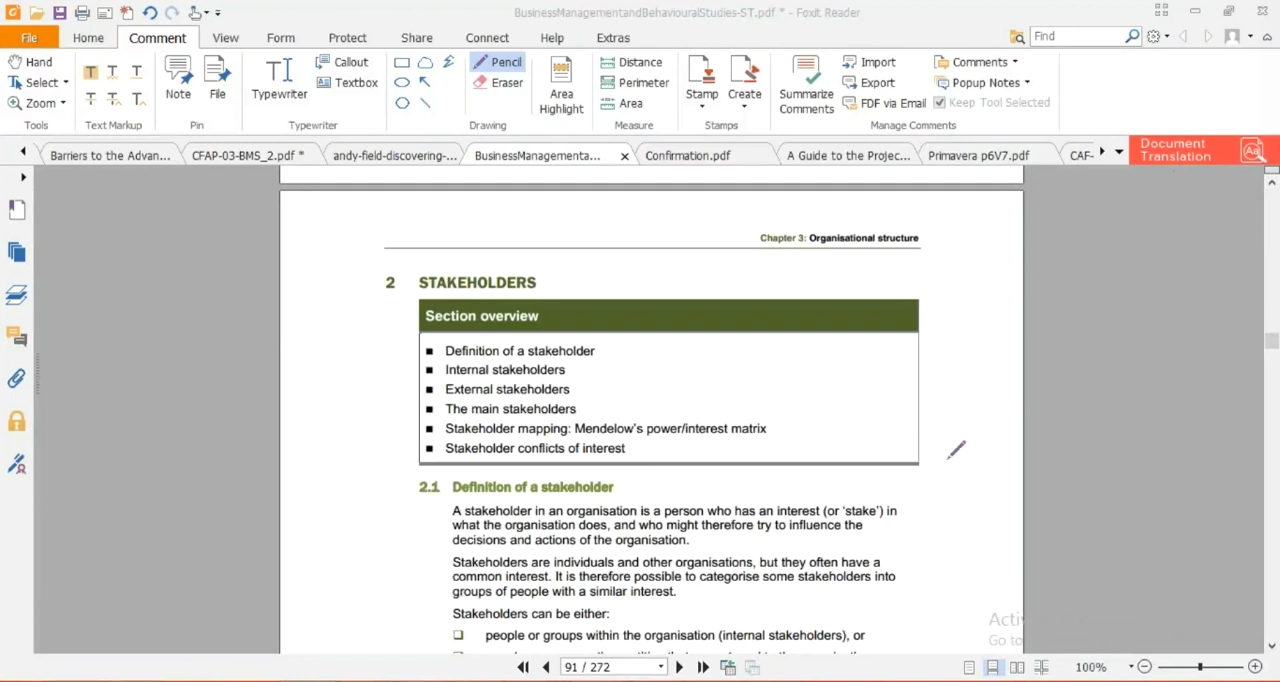 BusinessManagementandBehaviouralStudies-ST.pdf * - Foxit Reader
File Home Comment View Form Protect Share Connect Help Extras Find
Hand
Select
Zoom
Tools
T T T
T T T
Text Markup
Note File
Pin
Typewriter
Callout
Textbox
Typewriter
Pencil
Eraser
Drawing
Area
Highlight
Distance
Perimeter
Area
Measure
Stamp Create
Stamps
Summarize
Comments
Import
Export
FDF via Email
Comments
Popup Notes
Keep Tool Selected
Manage Comments
Barriers to the Advan... CFAP-03-BMS_2.pdf * andy-field-discovering-... BusinessManagementa... Confirmation.pdf A Guide to the Projec... Primavera p6V7.pdf CAF-
Document
Translation
Aa
Chapter 3: Organisational structure
2 STAKEHOLDERS
Section overview
■ Definition of a stakeholder
■ Internal stakeholders
■ External stakeholders
■ The main stakeholders
■ Stakeholder mapping: Mendelow's power/interest matrix
■ Stakeholder conflicts of interest
2.1 Definition of a stakeholder
A stakeholder in an organisation is a person who has an interest (or 'stake') in
what the organisation does, and who might therefore try to influence the
decisions and actions of the organisation.
Stakeholders are individuals and other organisations, but they often have a
common interest. It is therefore possible to categorise some stakeholders into
groups of people with a similar interest.
Stakeholders can be either:
❑ people or groups within the organisation (internal stakeholders), or
Go to
91 / 272
100%